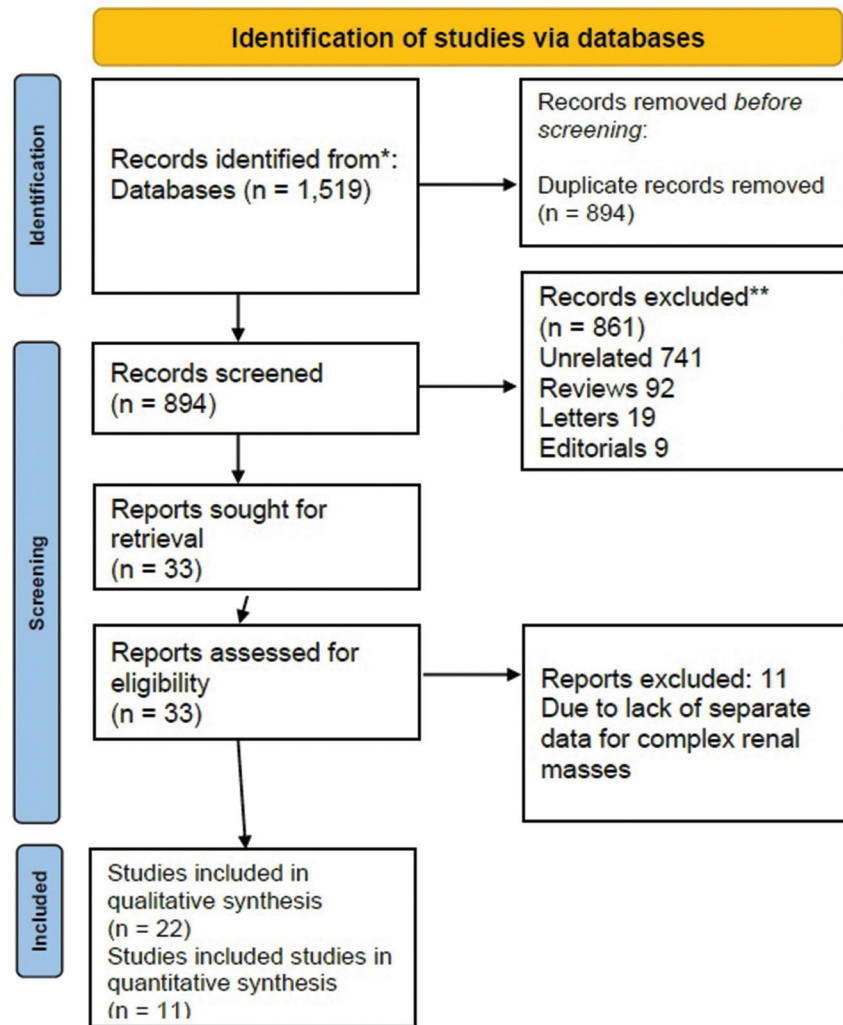 Identification of studies via databases
Identification
Records identified from*:
Databases (n = 1,519)
Records removed before
screening:
Duplicate records removed
(n = 894)
Screening
Records screened
(n = 894)
Records excluded**
(n = 861)
Unrelated 741
Reviews 92
Letters 19
Editorials 9
Reports sought for
retrieval
(n = 33)
Reports assessed for
eligibility
(n = 33)
Reports excluded: 11
Due to lack of separate
data for complex renal
masses
Included
Studies included in
qualitative synthesis
(n = 22)
Studies included studies in
quantitative synthesis
(n = 11)